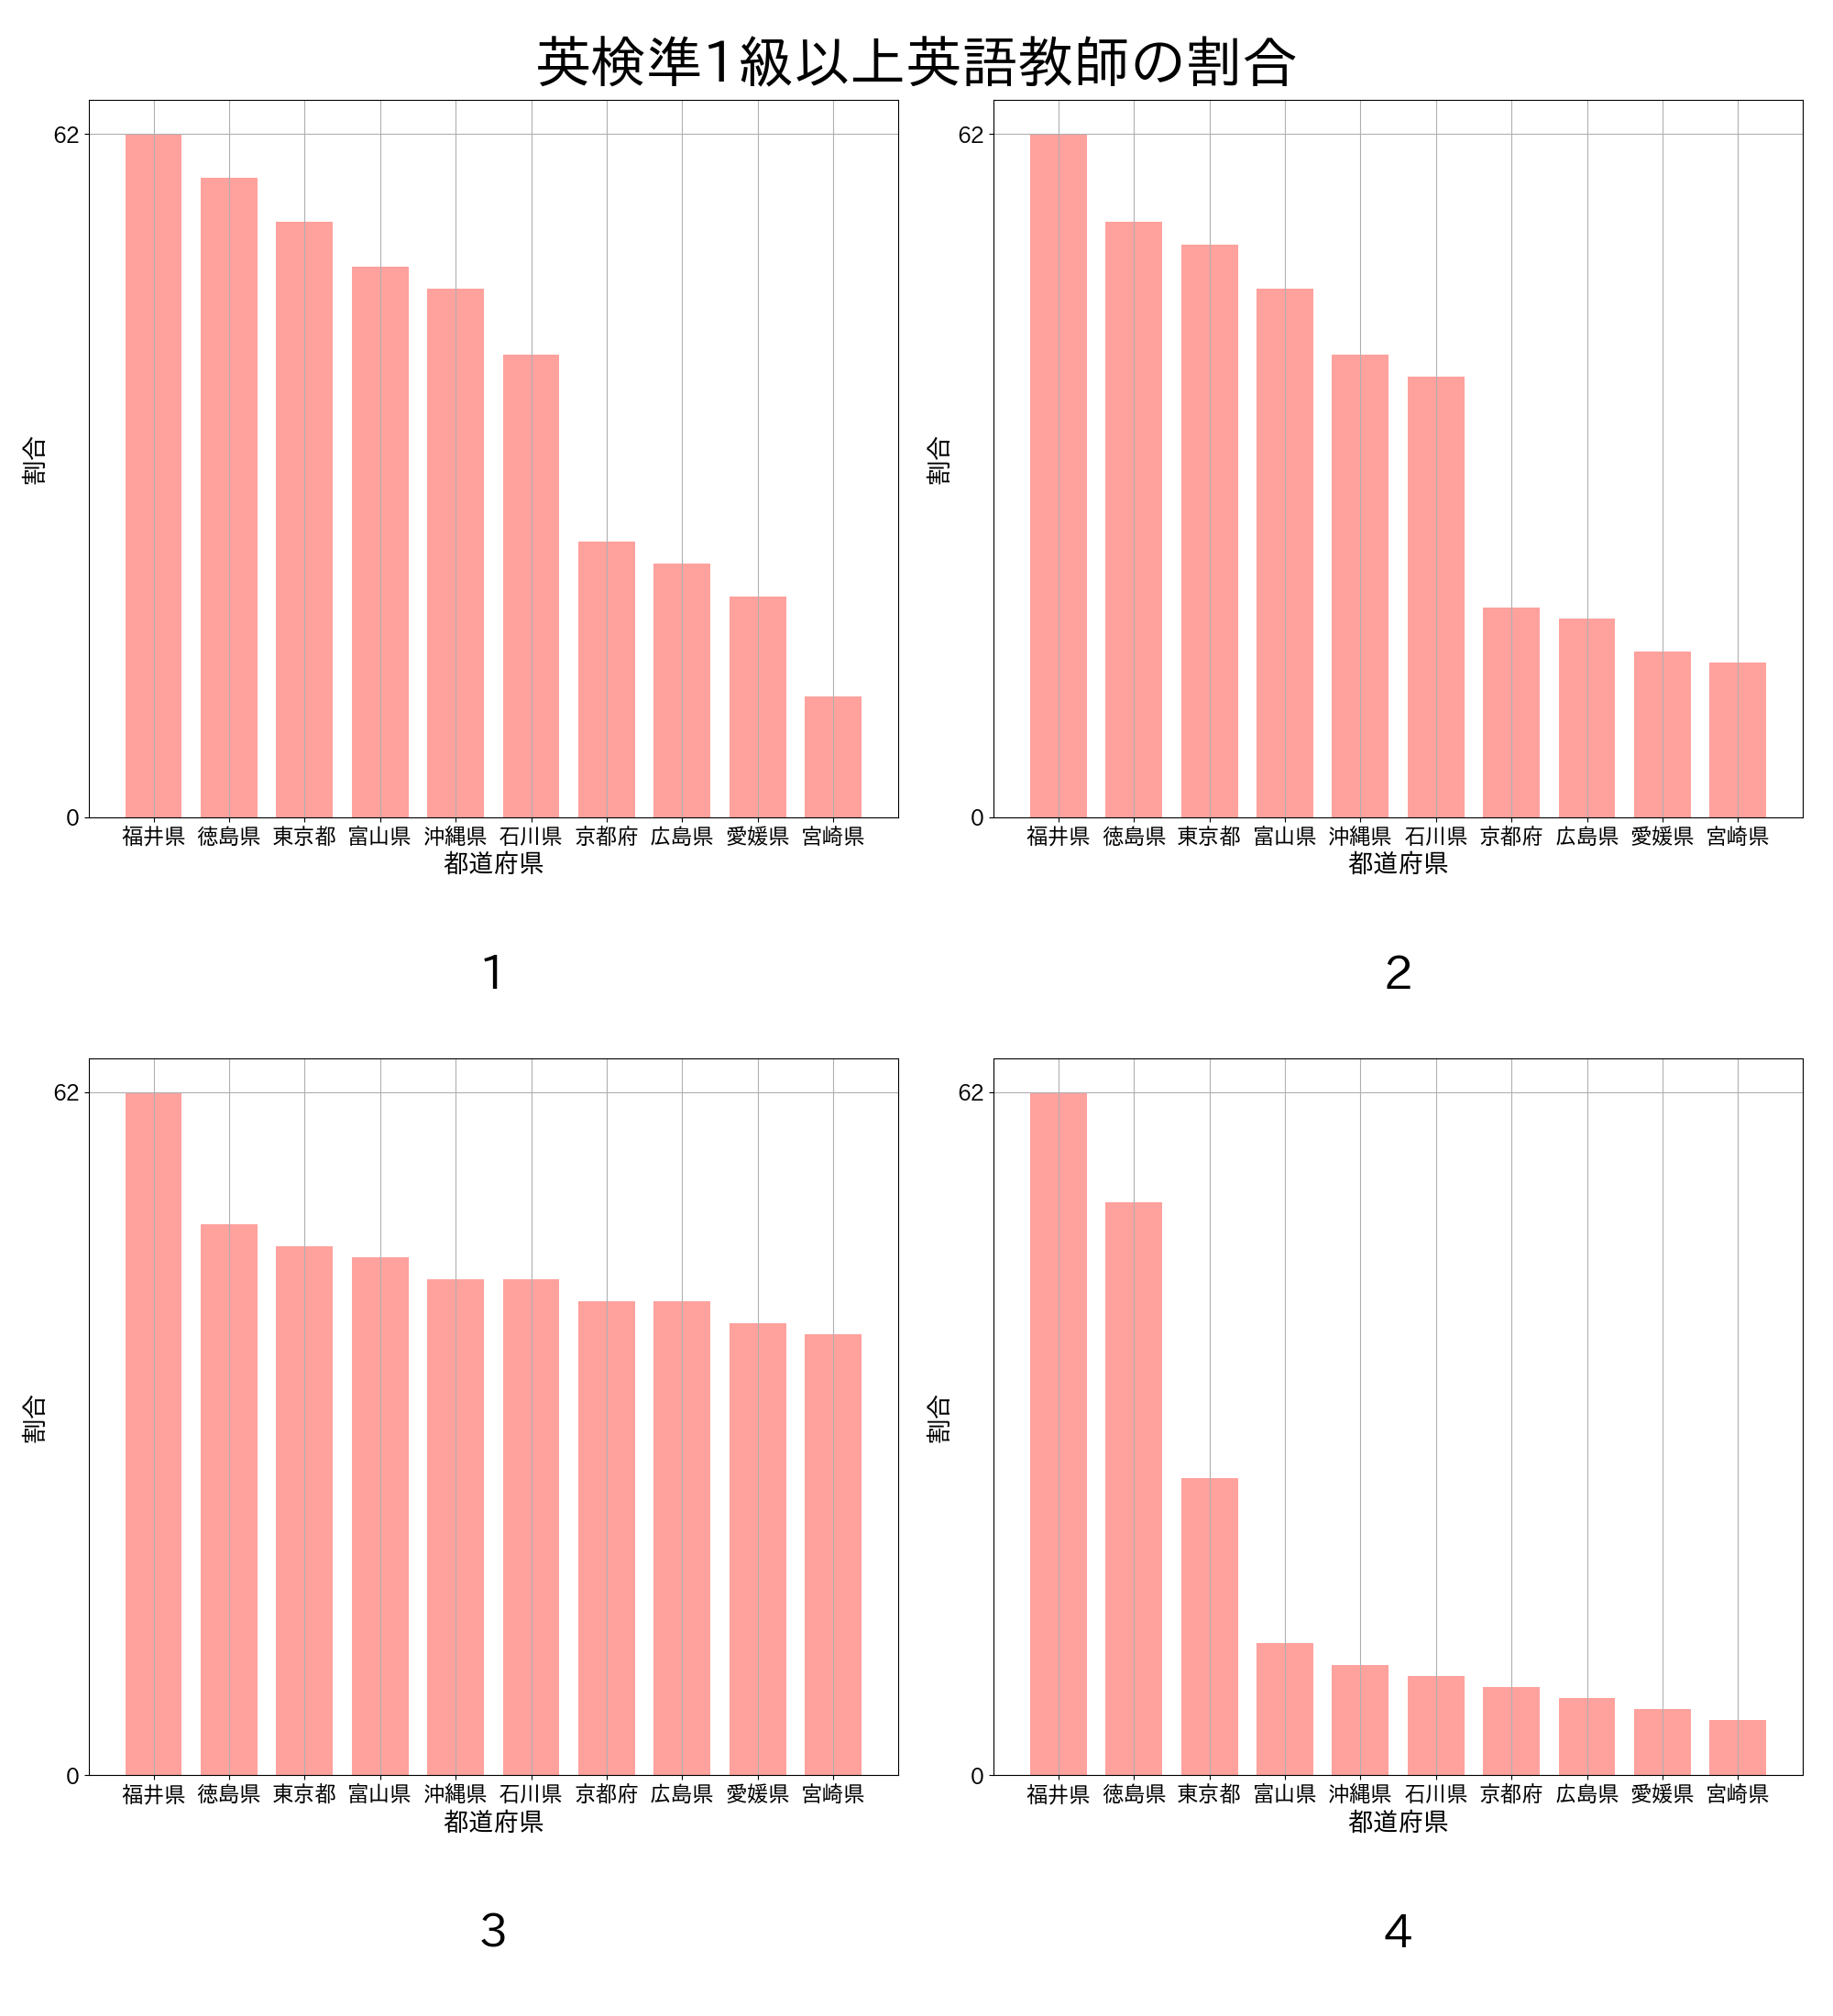 英検準1級以上英語教師の割合
62
0
割合
福井県 徳島県 東京都 富山県 沖縄県 石川県 京都府 広島県 愛媛県 宮崎県
都道府県
1
62
0
割合
福井県 徳島県 東京都 富山県 沖縄県 石川県 京都府 広島県 愛媛県 宮崎県
都道府県
2
62
0
割合
福井県 徳島県 東京都 富山県 沖縄県 石川県 京都府 広島県 愛媛県 宮崎県
都道府県
3
62
0
割合
福井県 徳島県 東京都 富山県 沖縄県 石川県 京都府 広島県 愛媛県 宮崎県
都道府県
4